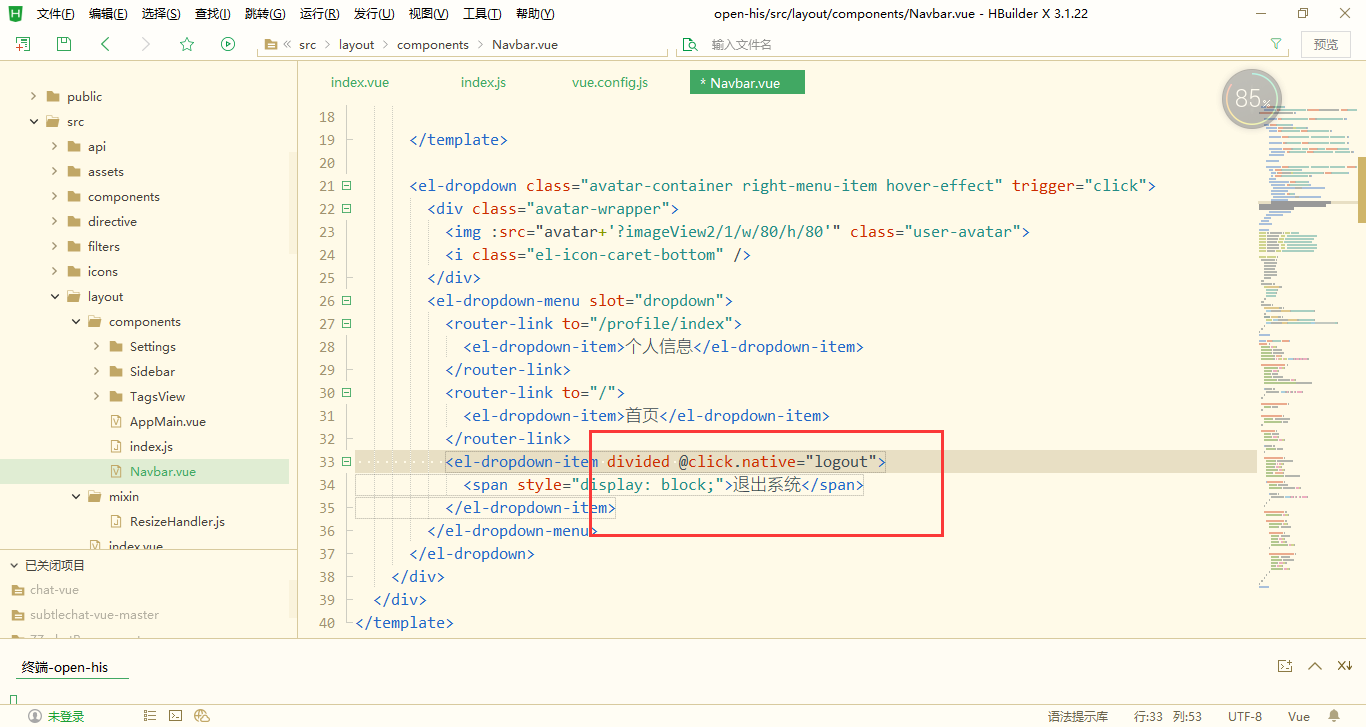 文件(F) 编辑(E) 选择(S) 查找(I) 跳转(G) 运行(R) 发行(U) 视图(V) 工具(T) 帮助(Y) open-his/src/layout/components/Navbar.vue - HBuilder X 3.1.22
« src layout components Navbar.vue 输入文件名 预览
index.vue index.js vue.config.js * Navbar.vue
85%
public
src
api
assets
components
directive
filters
icons
layout
components
Settings
Sidebar
TagsView
AppMain.vue
index.js
Navbar.vue
mixin
ResizeHandler.js
index.vue
已关闭项目
chat-vue
subtlechat-vue-master
18
19 </template>
20
21 <el-dropdown class="avatar-container right-menu-item hover-effect" trigger="click">
22 <div class="avatar-wrapper">
23 <img :src="avatar+'?imageView2/1/w/80/h/80'" class="user-avatar">
24 <i class="el-icon-caret-bottom" />
25 </div>
26 <el-dropdown-menu slot="dropdown">
27 <router-link to="/profile/index">
28 <el-dropdown-item>个人信息</el-dropdown-item>
29 </router-link>
30 <router-link to="/">
31 <el-dropdown-item>首页</el-dropdown-item>
32 </router-link>
33 <el-dropdown-item divided @click.native="logout">
34 <span style="display: block;">退出系统</span>
35 </el-dropdown-item>
36 </el-dropdown-menu>
37 </el-dropdown>
38 </div>
39 </div>
40 </template>
终端-open-his
未登录 语法提示库 行:33 列:53 UTF-8 Vue